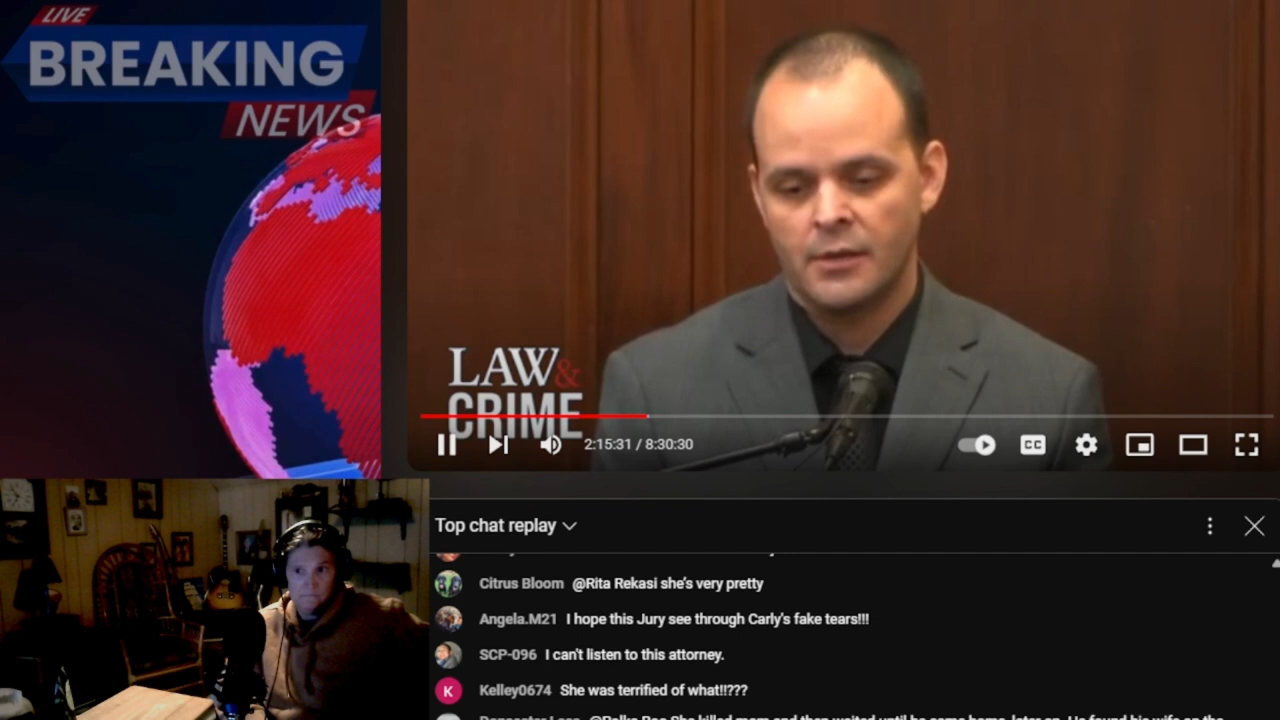 LIVE
BREAKING
NEWS
LAW&
CRIME
2:15:31 / 8:30:30
CC
Top chat replay
Citrus Bloom @Rita Rekasi she's very pretty
Angela.M21 I hope this Jury see through Carly's fake tears!!!
SCP-096 I can't listen to this attorney.
K
Kelley0674 She was terrified of what!!???